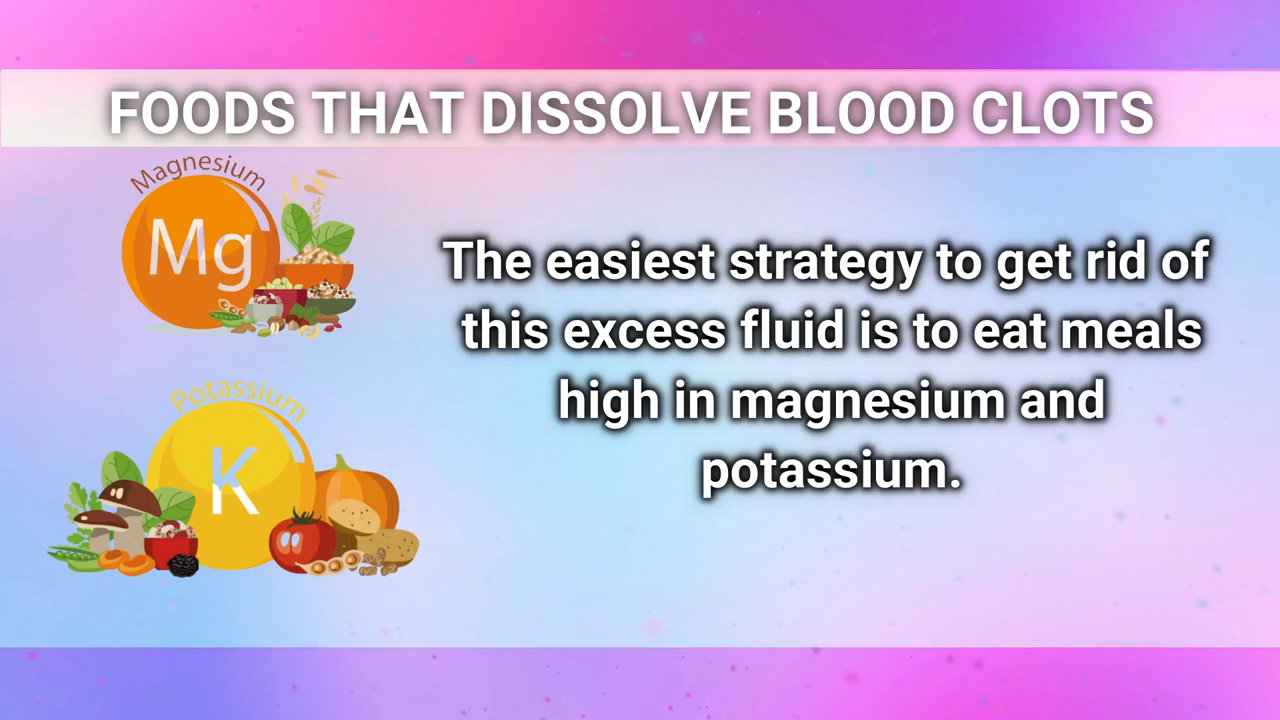 FOODS THAT DISSOLVE BLOOD CLOTS
Magnesium
Mg
The easiest strategy to get rid of
this excess fluid is to eat meals
high in magnesium and
potassium.
Potassium
K